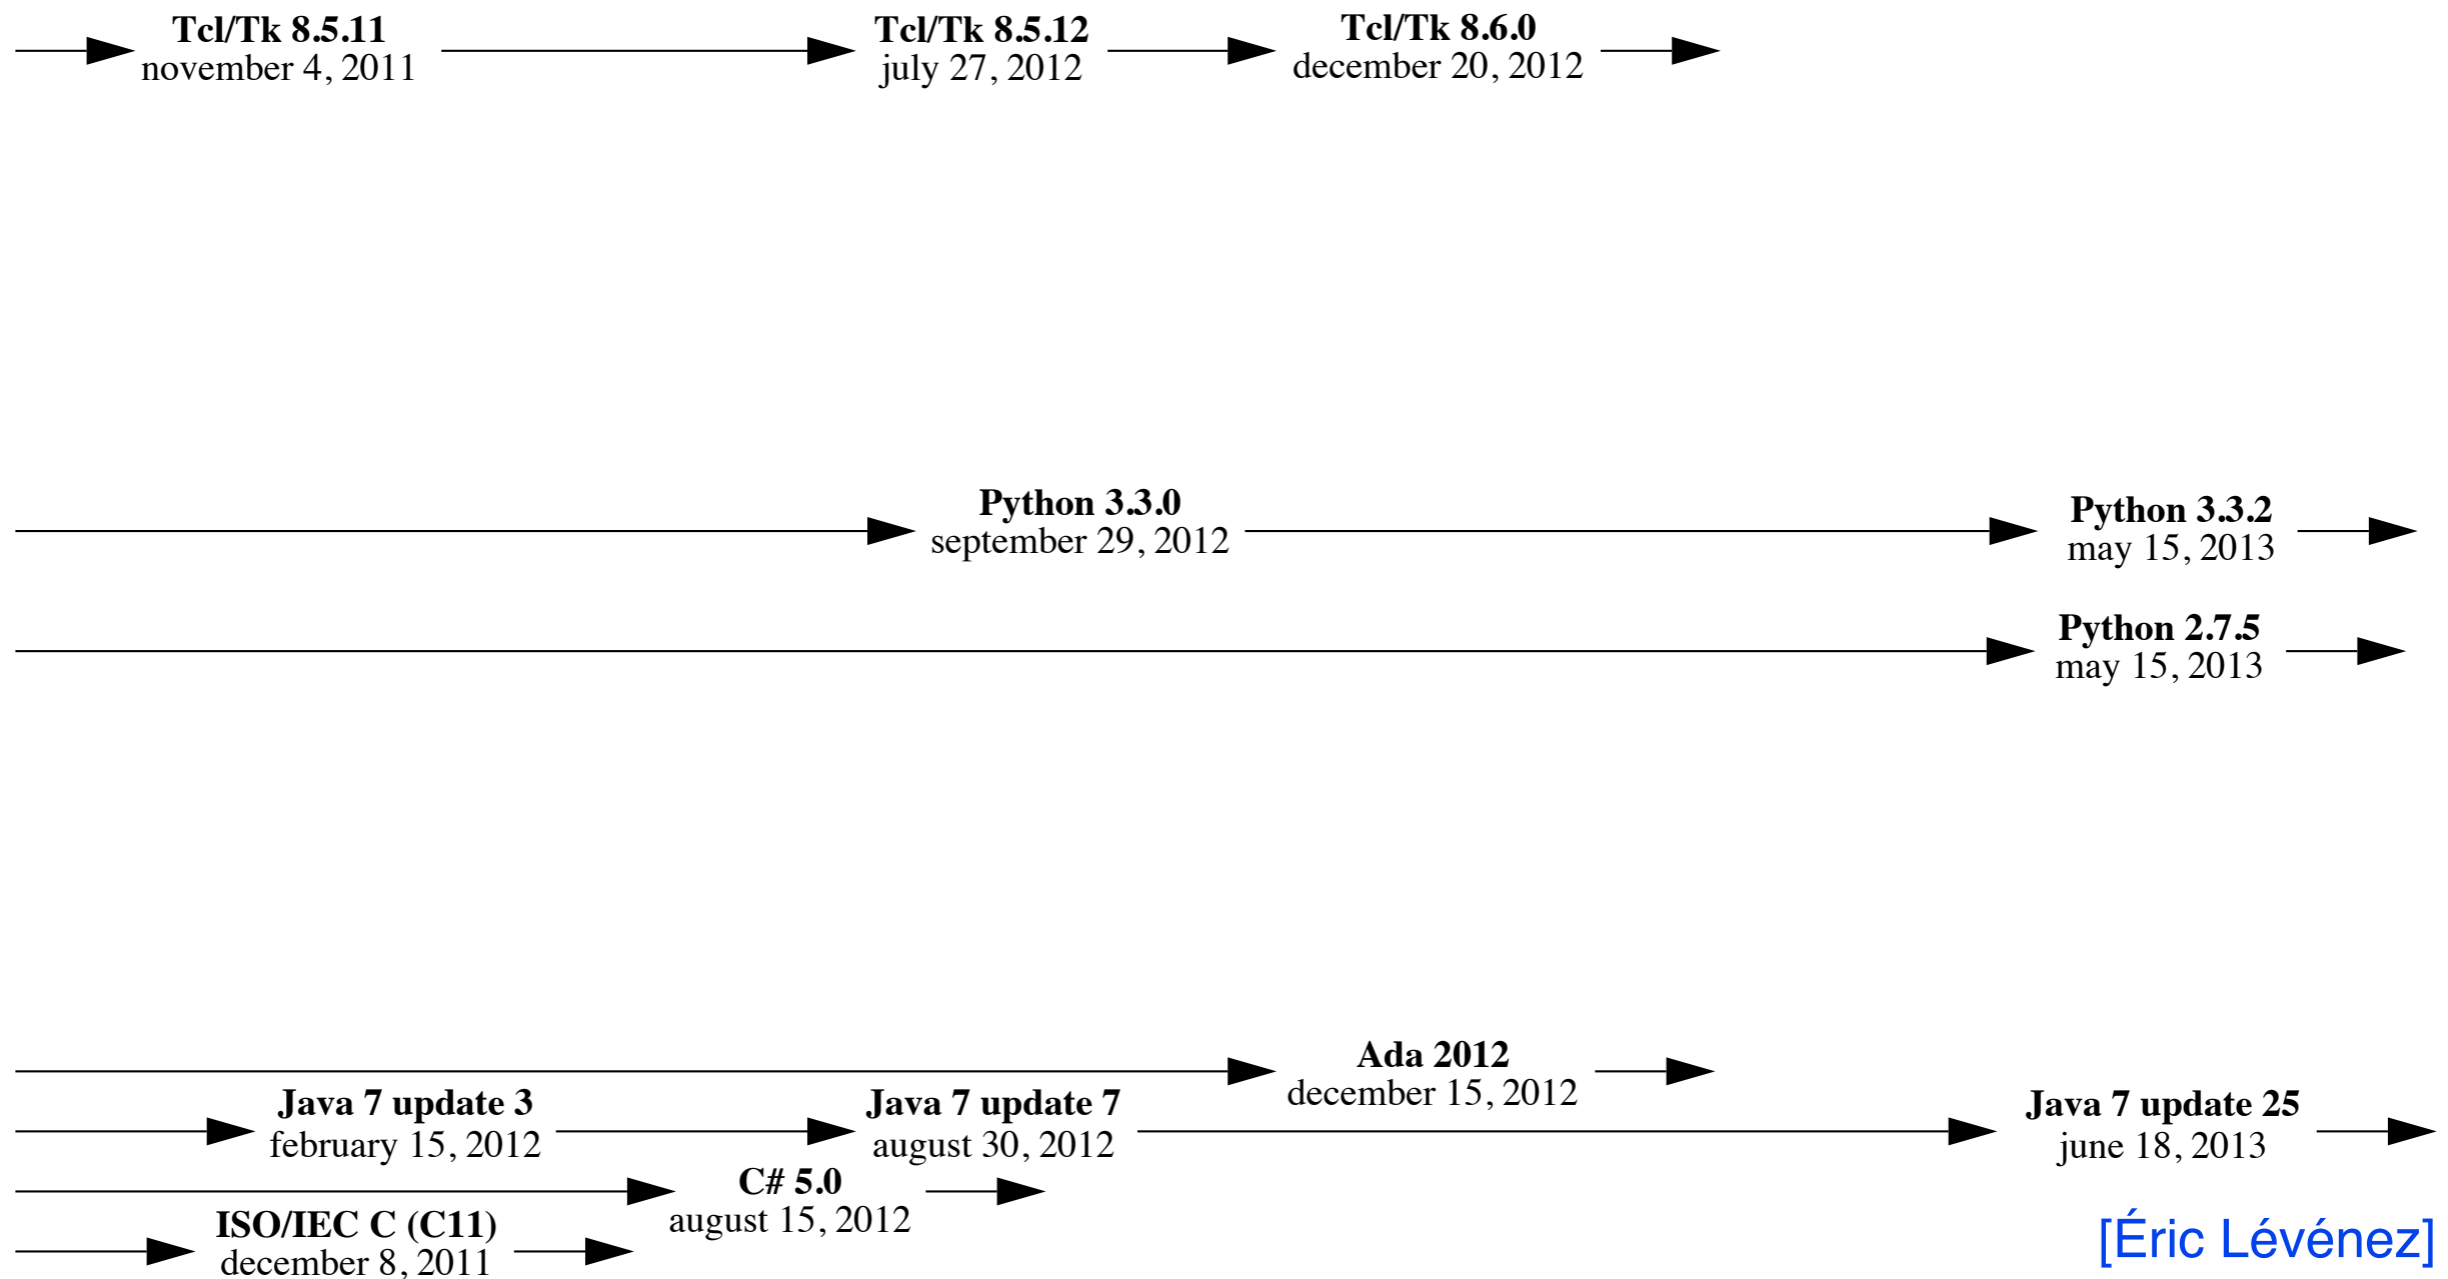 Tcl/Tk 8.5.11
november 4, 2011
Tcl/Tk 8.5.12
july 27, 2012
Tcl/Tk 8.6.0
december 20, 2012
Python 3.3.0
september 29, 2012
Python 3.3.2
may 15, 2013
Python 2.7.5
may 15, 2013
Ada 2012
december 15, 2012
Java 7 update 3
february 15, 2012
Java 7 update 7
august 30, 2012
Java 7 update 25
june 18, 2013
C# 5.0
august 15, 2012
ISO/IEC C (C11)
december 8, 2011
[Éric Lévénez]